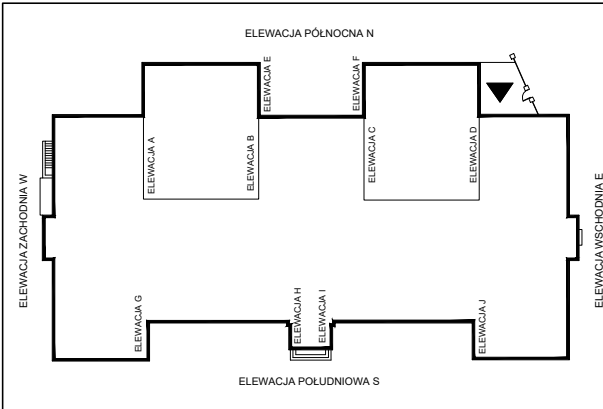 ELEWACJA PÓŁNOCNA N
ELEWACJA E
ELEWACJA F
ELEWACJA A
ELEWACJA B
ELEWACJA C
ELEWACJA D
ELEWACJA ZACHODNIA W
ELEWACJA WSCHODNIA E
ELEWACJA G
ELEWACJA H
ELEWACJA I
ELEWACJA J
ELEWACJA POŁUDNIOWA S